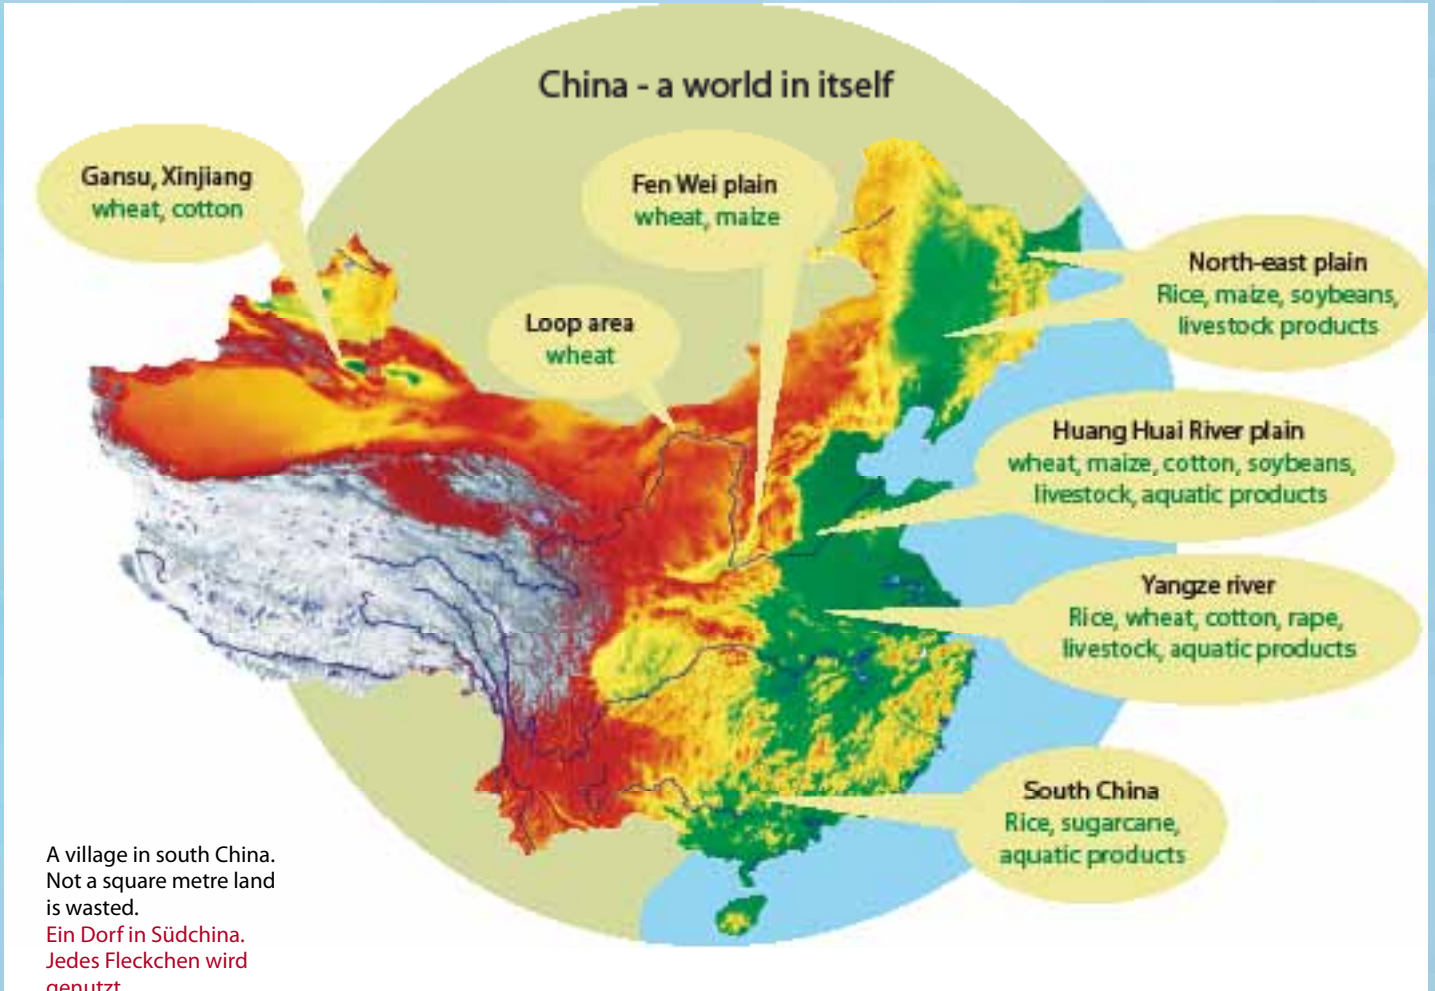 China - a world in itself
Gansu, Xinjiang
wheat, cotton
Fen Wei plain
wheat, maize
Loop area
wheat
North-east plain
Rice, maize, soybeans,
livestock products
Huang Huai River plain
wheat, maize, cotton, soybeans,
livestock, aquatic products
Yangze river
Rice, wheat, cotton, rape,
livestock, aquatic products
South China
Rice, sugarcane,
aquatic products
A village in south China.
Not a square metre land
is wasted.
Ein Dorf in Südchina.
Jedes Fleckchen wird
genutzt